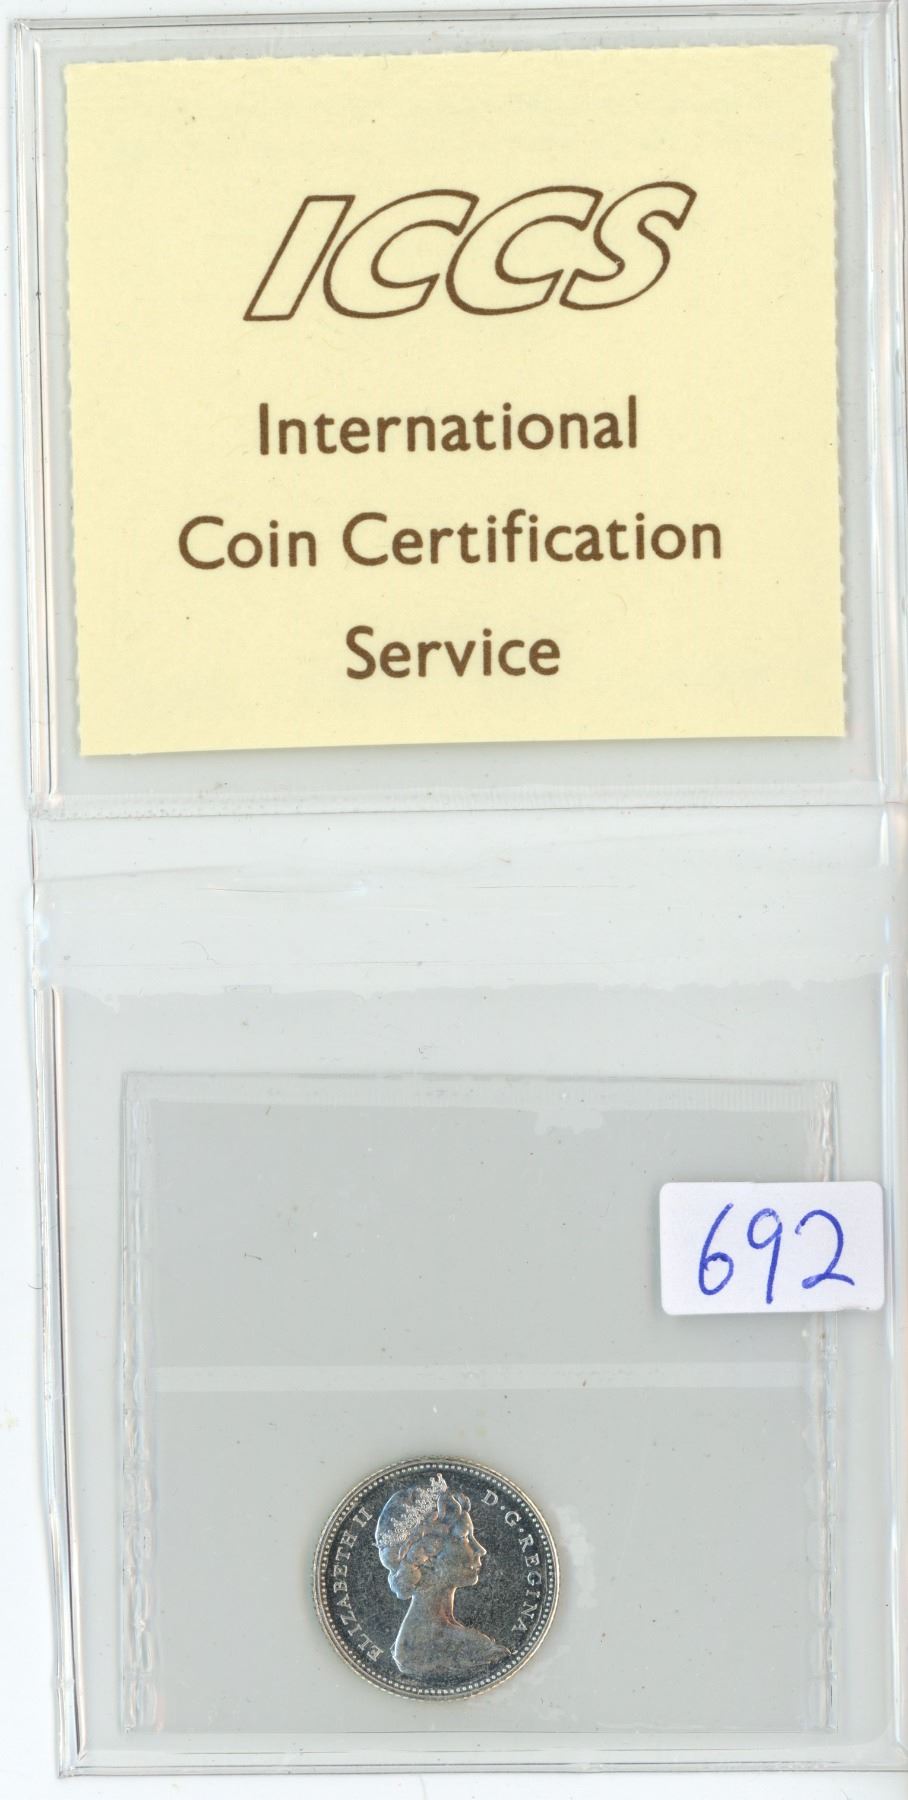 ICCS
International
Coin Certification
Service
692
ELIZABETH II D·G·REGINA